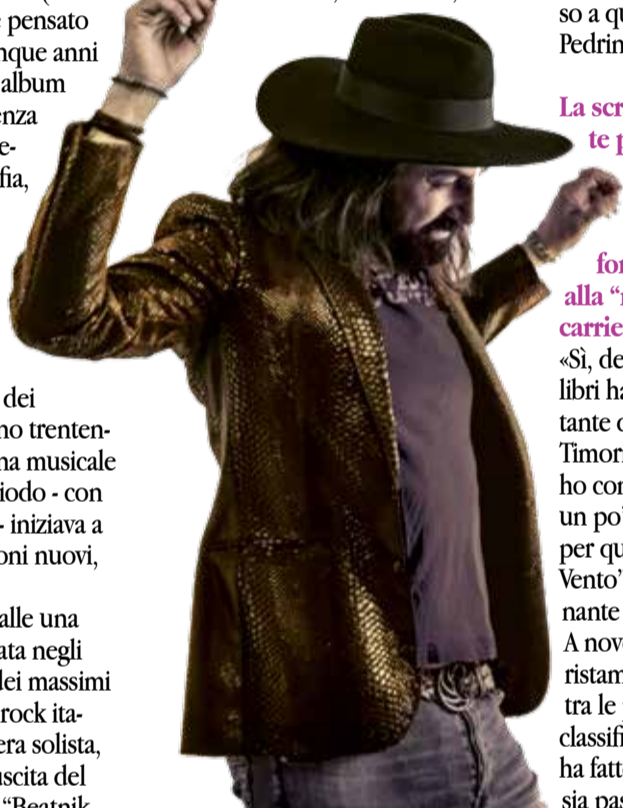 pensato
nque anni
album
enza
e-
fia,
dei
no trenten-
na musicale
iodo - con
- iniziava a
oni nuovi,
alle una
ata negli
dei massimi
rock ita-
era solista,
uscita del
“Beatnik
so a qu
Pedrin
La scr
te p
for
alla “r
carrie
«Sì, de
libri ha
tante d
Timori
ho con
un po’
per qu
Vento”
nante
A nove
ristam
tra le
classifi
ha fatt
sia pas